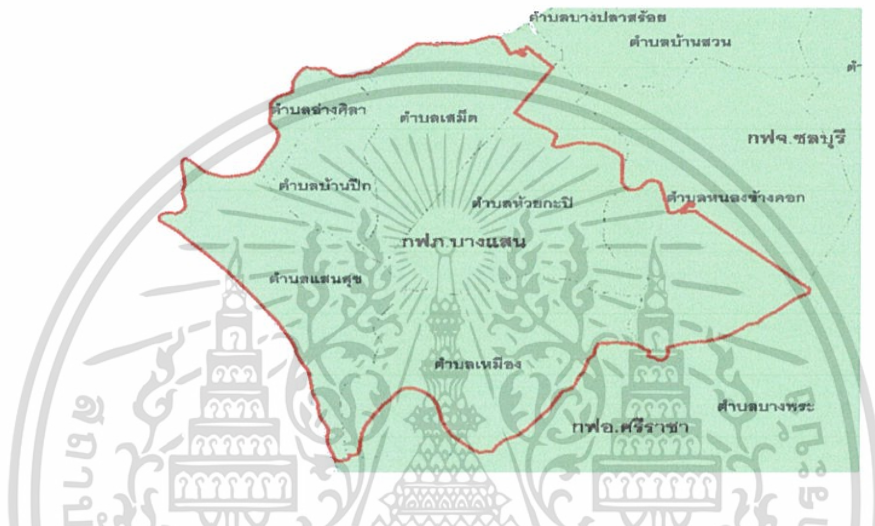 ตำบลบางปลาสร้อย
ตำบลบ้านสวน
ตำ
ตำบลอ่างศิลา
ตำบลเสม็ด
กฟจ.ชลบุรี
ตำบลบ้านปึก
ตำบลห้วยกะปิ
ตำบลหนองข้างคอก
กฟภ.บางแสน
ตำบลแสนสุข
ตำบลเหมือง
ตำบลบางพระ
กฟอ.ศรีราชา